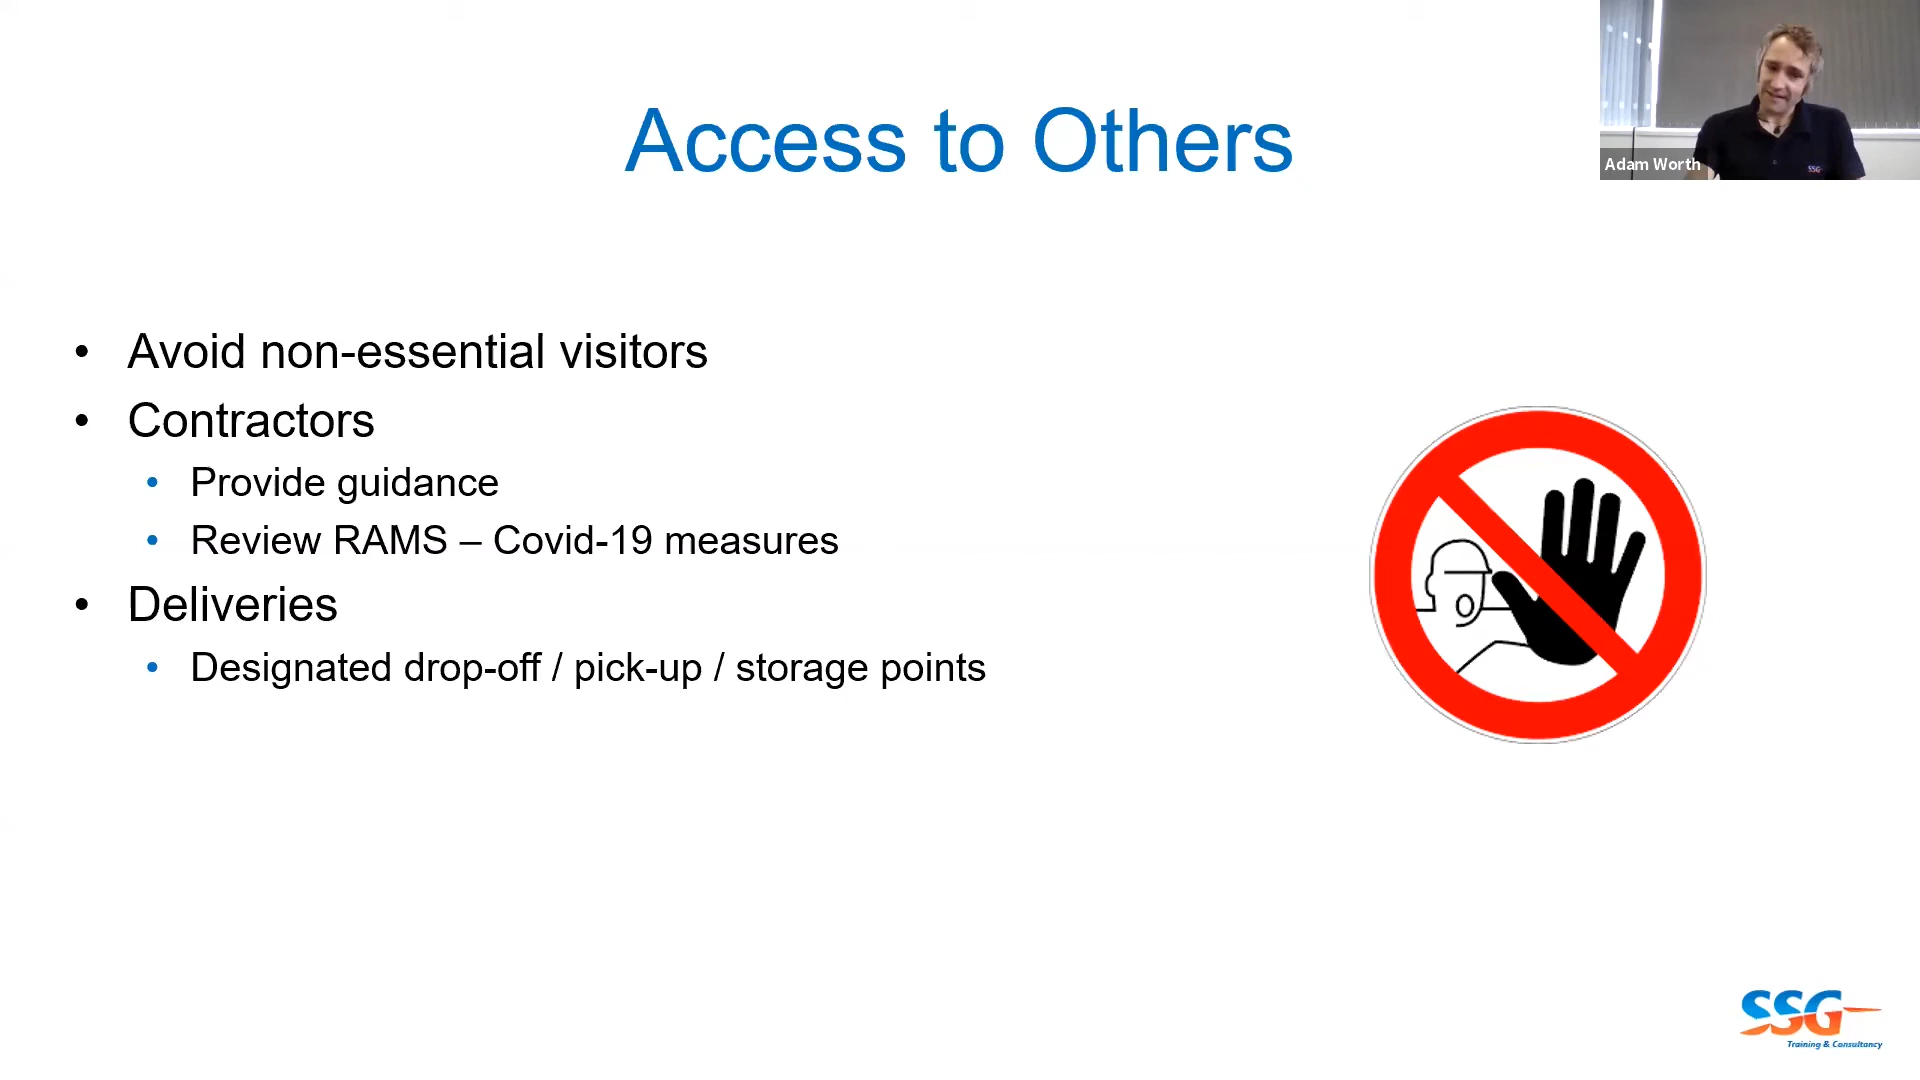 Access to Others
Adam Worth
SSG
• Avoid non-essential visitors
• Contractors
• Provide guidance
• Review RAMS – Covid-19 measures
• Deliveries
• Designated drop-off / pick-up / storage points
SSG
Training & Consultancy